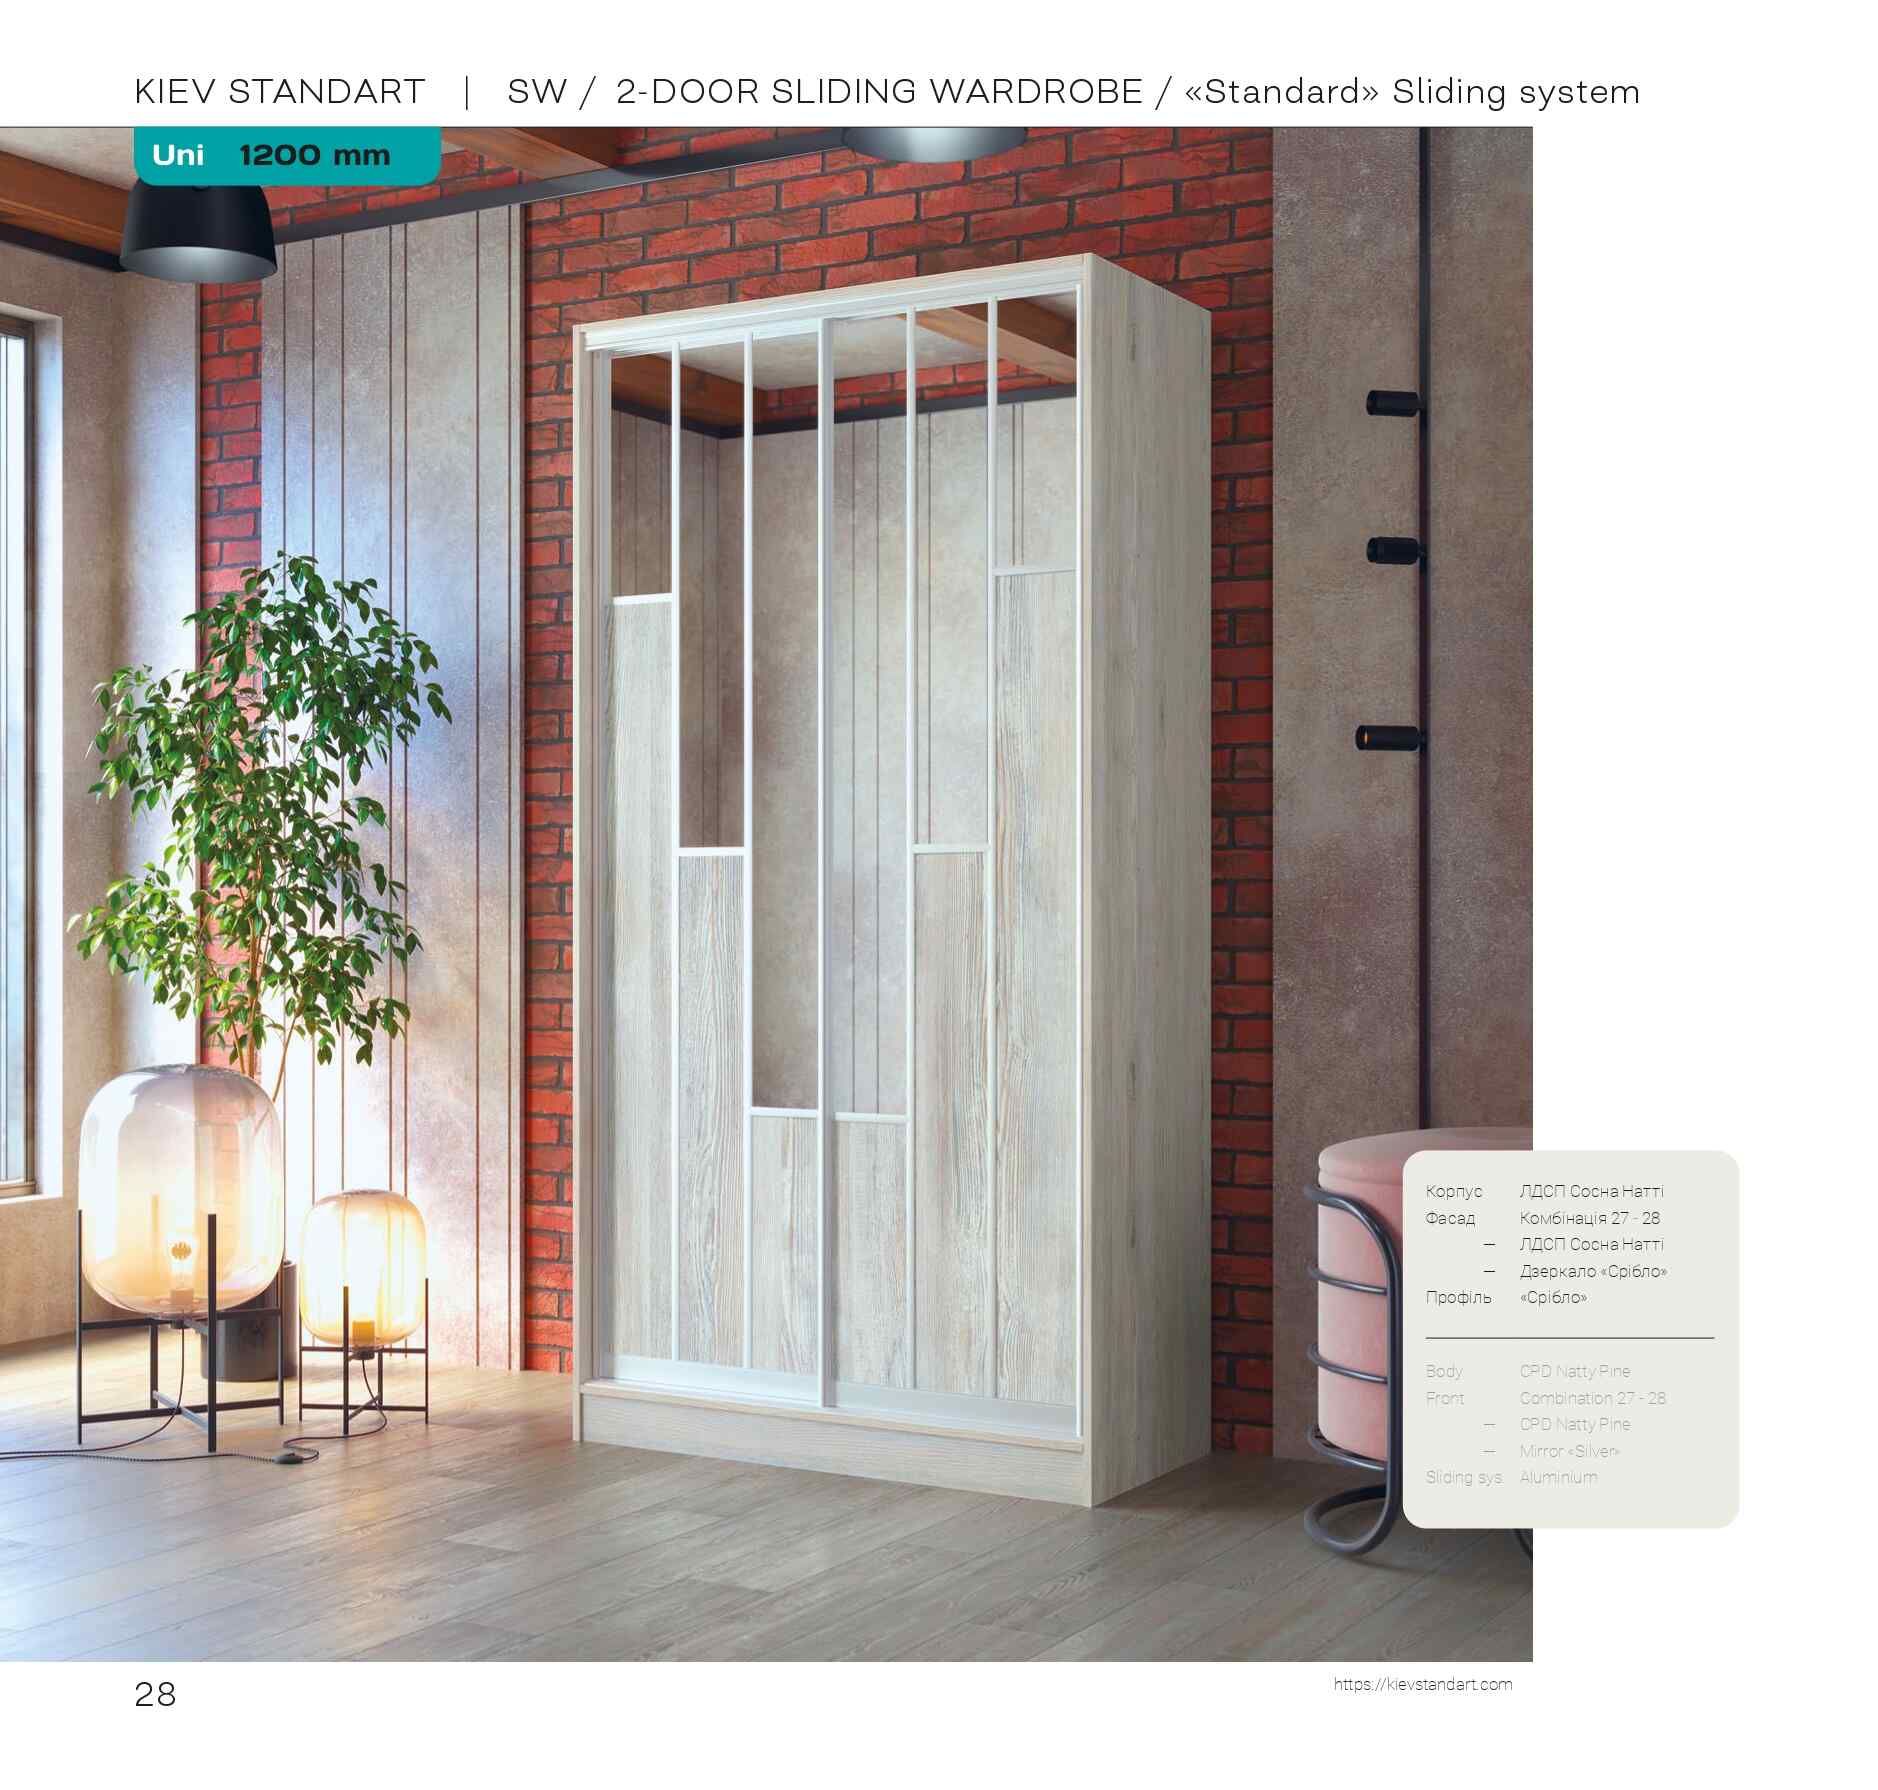 KIEV STANDART | SW / 2-DOOR SLIDING WARDROBE / «Standard» Sliding system
Uni 1200 mm
Корпус ЛДСП Сосна Натті
Фасад Комбінація 27 - 28
— ЛДСП Сосна Натті
— Дзеркало «Срібло»
Профіль «Срібло»
Body CPD Natty Pine
Front Combination 27 - 28
— CPD Natty Pine
— Mirror «Silver»
Sliding sys. Aluminium
28
https://kievstandart.com